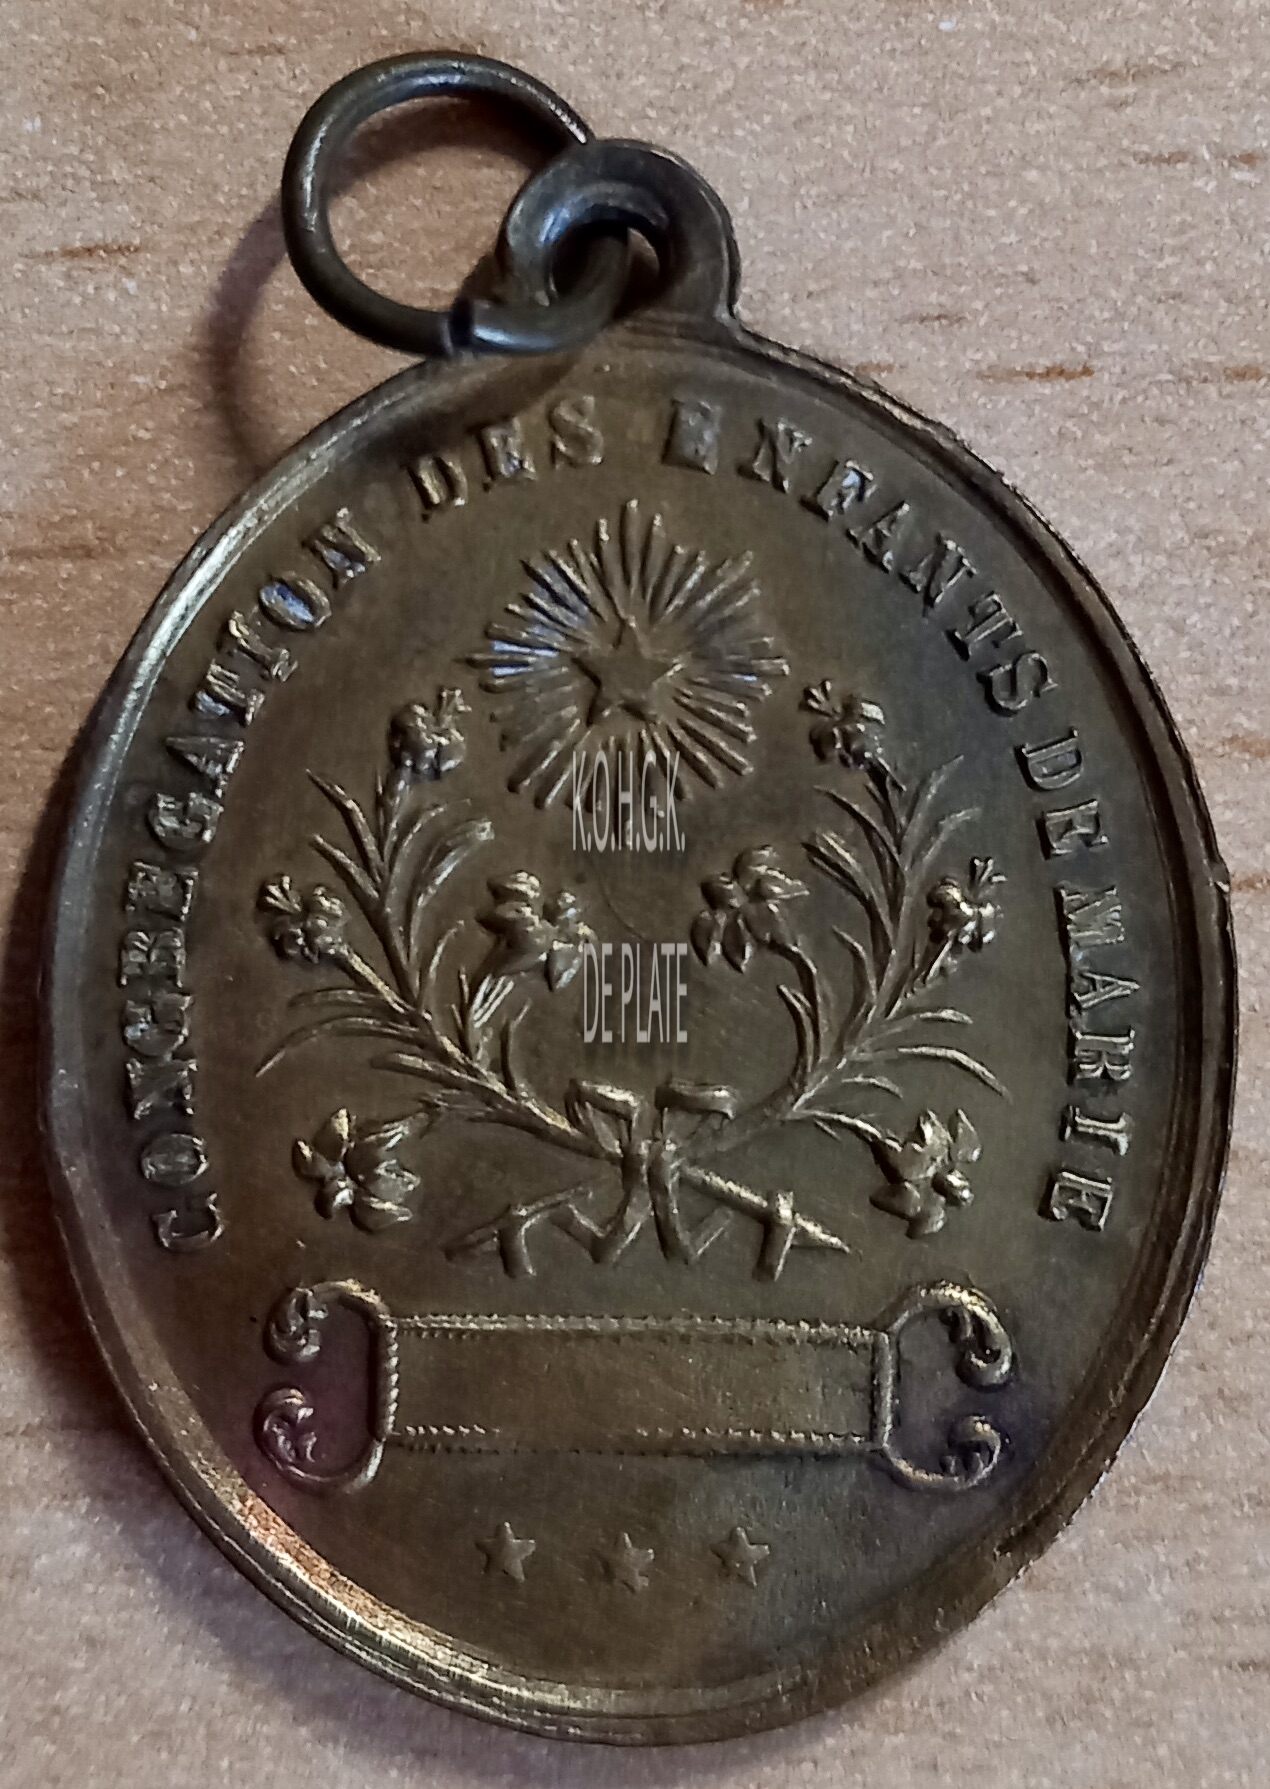 CONGREGATION DES ENFANTS DE MARIE
K.O.H.G.K.
DE PLATE